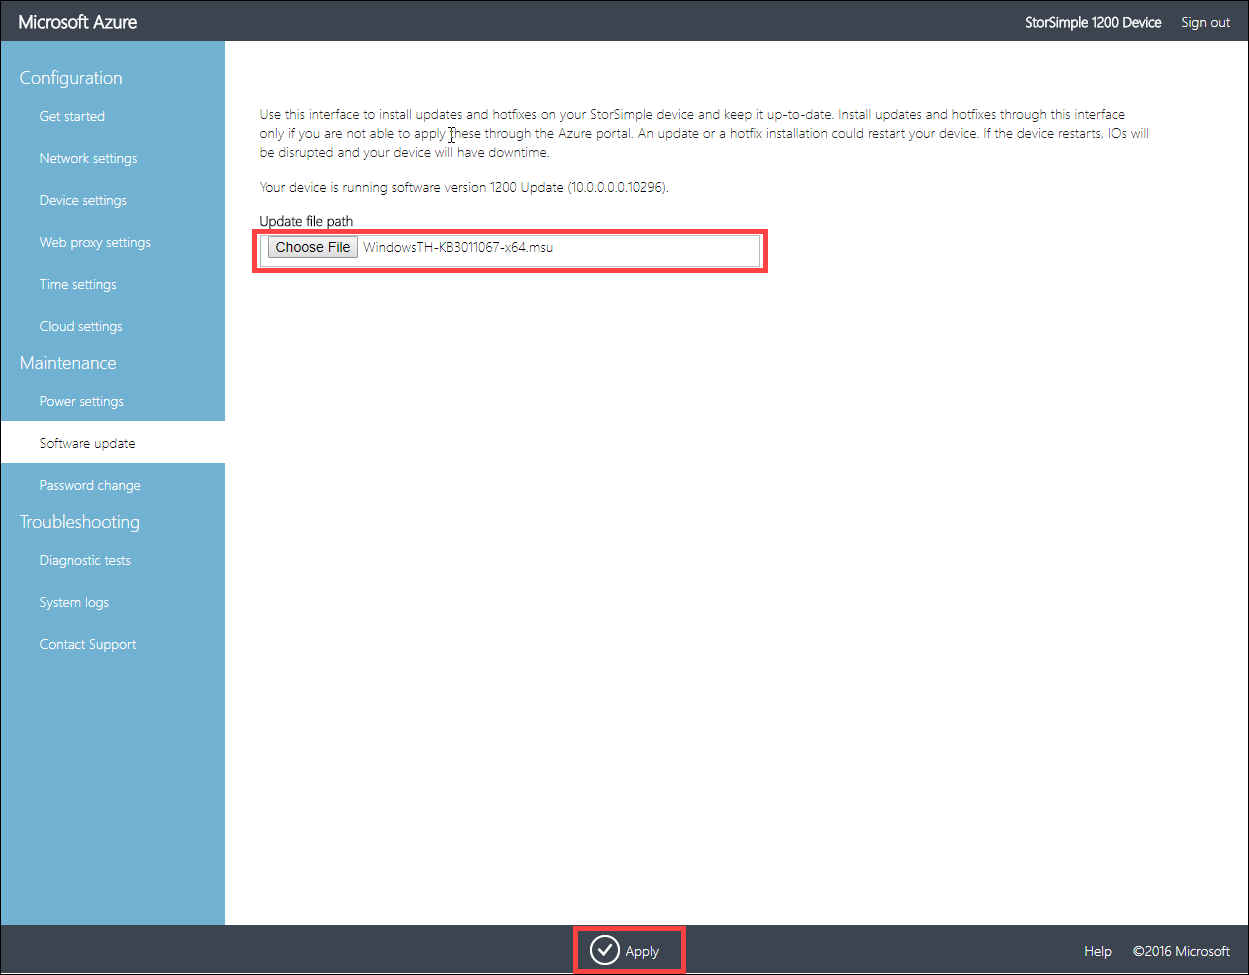 Microsoft Azure
StorSimple 1200 Device
Sign out
Configuration
Get started
Network settings
Device settings
Web proxy settings
Time settings
Cloud settings
Maintenance
Power settings
Software update
Password change
Troubleshooting
Diagnostic tests
System logs
Contact Support
Use this interface to install updates and hotfixes on your StorSimple device and keep it up-to-date. Install updates and hotfixes through this interface
only if you are not able to apply these through the Azure portal. An update or a hotfix installation could restart your device. If the device restarts, IOs will
be disrupted and your device will have downtime.
Your device is running software version 1200 Update (10.0.0.0.0.10296).
Update file path
Choose File WindowsTH-KB3011067-x64.msu
Apply
Help
©2016 Microsoft